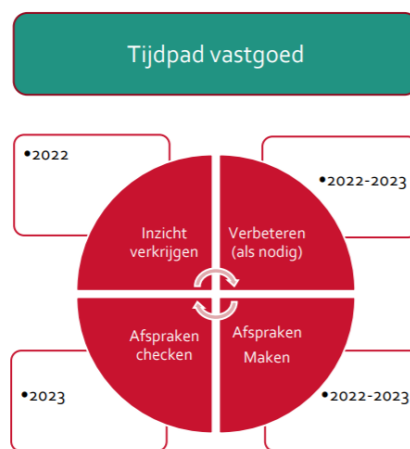 Tijdpad vastgoed
•2022
•2022-2023
Inzicht
verkrijgen
Verbeteren
(als nodig)
Afspraken
checken
Afspraken
Maken
•2023
•2022-2023